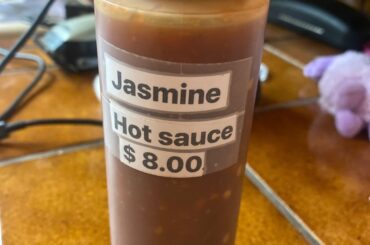 Jasmine
Hot sauce
$ 8.00